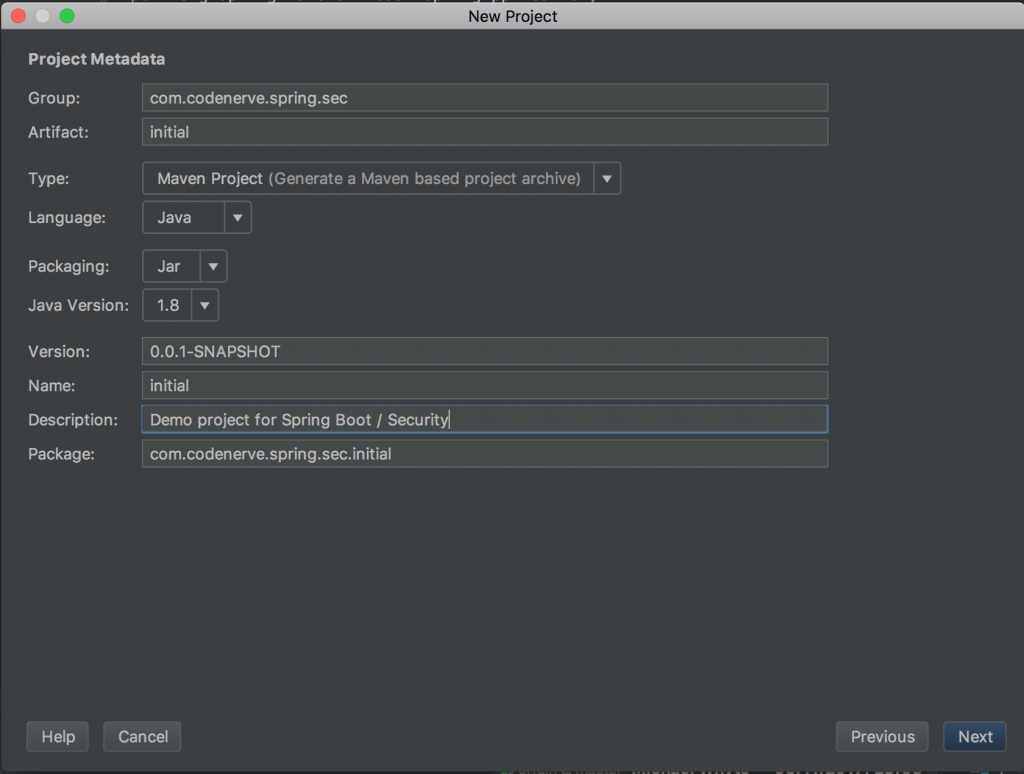 New Project
Project Metadata
Group: com.codenerve.spring.sec
Artifact: initial
Type: Maven Project (Generate a Maven based project archive)
Language: Java
Packaging: Jar
Java Version: 1.8
Version: 0.0.1-SNAPSHOT
Name: initial
Description: Demo project for Spring Boot / Security
Package: com.codenerve.spring.sec.initial
Help Cancel Previous Next